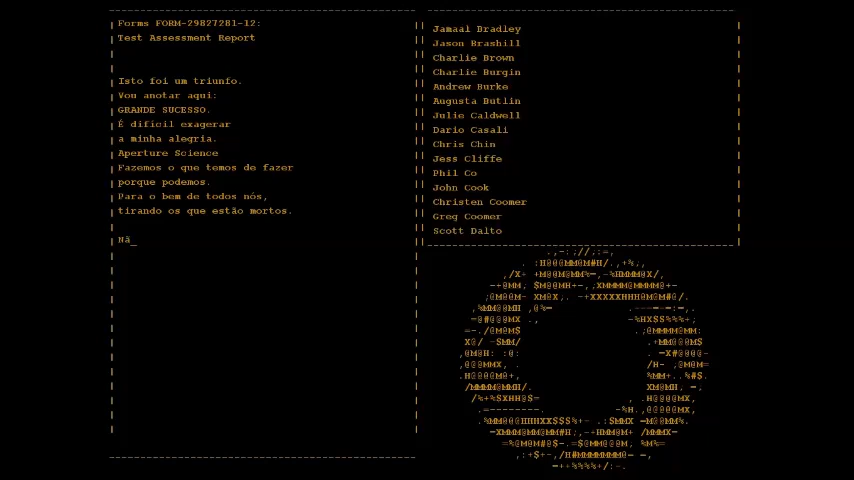 Forms FORM-29827281-12:
Test Assessment Report
Isto foi um triunfo.
Vou anotar aqui:
GRANDE SUCESSO.
É difícil exagerar
a minha alegria.
Aperture Science
Fazemos o que temos de fazer
porque podemos.
Para o bem de todos nós,
tirando os que estão mortos.
Nã_
Jamaal Bradley
Jason Brashill
Charlie Brown
Charlie Burgin
Andrew Burke
Augusta Butlin
Julie Caldwell
Dario Casali
Chris Chin
Jess Cliffe
Phil Co
John Cook
Christen Coomer
Greg Coomer
Scott Dalto